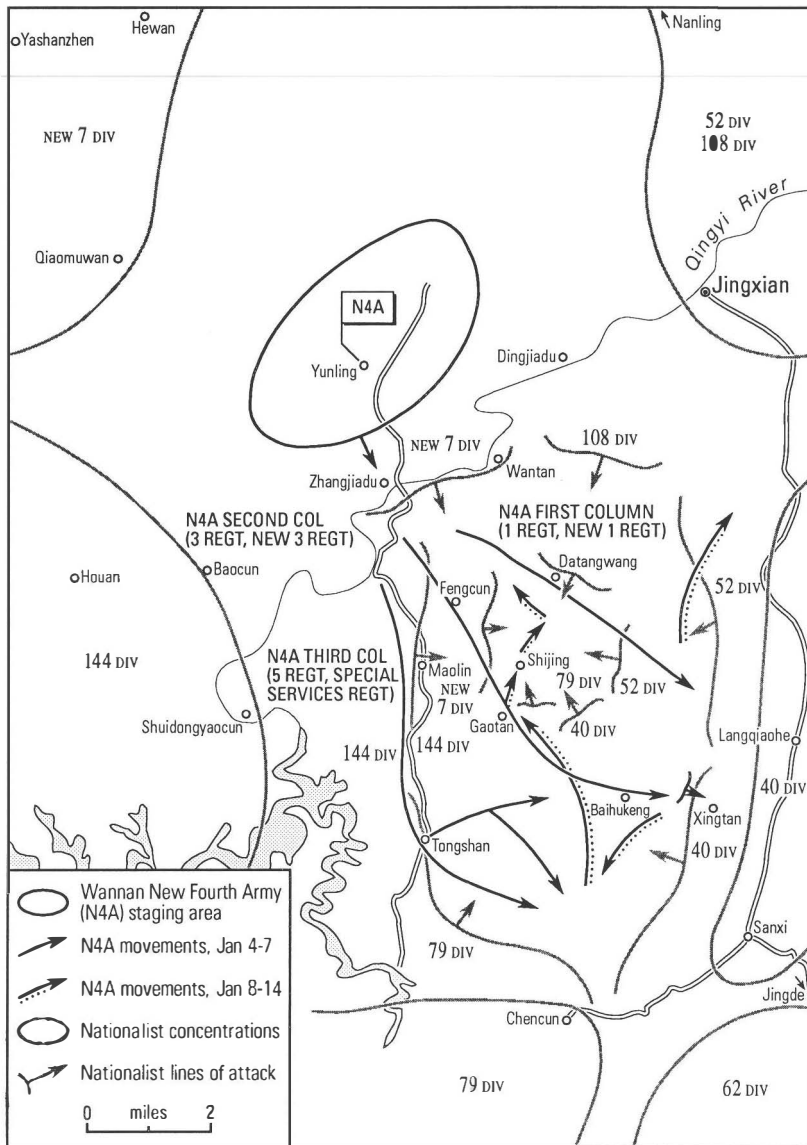 Hewan
Yashanzhen
Nanling
NEW 7 DIV
52 DIV
108 DIV
Qingyi River
Qiaomuwan
Jingxian
N4A
Yunling
Dingjiadu
NEW 7 DIV
108 DIV
Wantan
Zhangjiadu
N4A SECOND COL
(3 REGT, NEW 3 REGT)
N4A FIRST COLUMN
(1 REGT, NEW 1 REGT)
Houan
Baocun
Datangwang
Fengcun
52 DIV
N4A THIRD COL
(5 REGT, SPECIAL
SERVICES REGT)
Maolin
Shijing
NEW
7 DIV
79 DIV
52 DIV
144 DIV
Shuidongyaocun
Gaotan
40 DIV
Langqiaohe
144 DIV
144 DIV
Baihukeng
40 DIV
Xingtan
Tongshan
40 DIV
Wannan New Fourth Army
(N4A) staging area
N4A movements, Jan 4-7
N4A movements, Jan 8-14
Nationalist concentrations
Nationalist lines of attack
0 miles 2
79 DIV
Sanxi
Jingde
Chencun
79 DIV
62 DIV